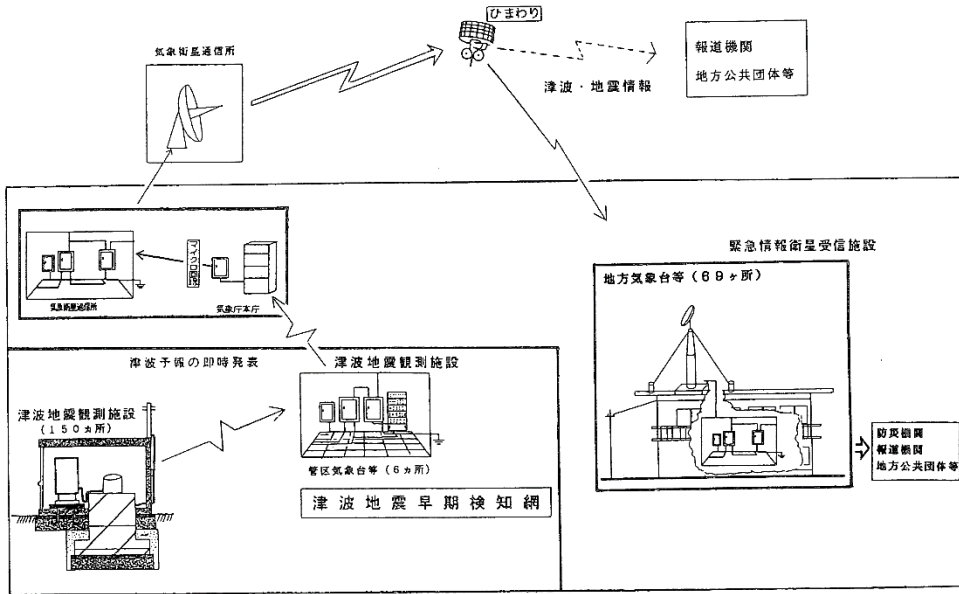 ひまわり
気象衛星通信所
報道機関
地方公共団体等
津波・地震情報
緊急情報衛星受信施設
地方気象台等(69ヶ所)
マイクロ回線
気象衛星通信所
気象庁本庁
津波予報の即時発表
津波地震観測施設
津波地震観測施設
(150ヵ所)
管区気象台等(6ヵ所)
津波地震早期検知網
防災機関
報道機関
地方公共団体等